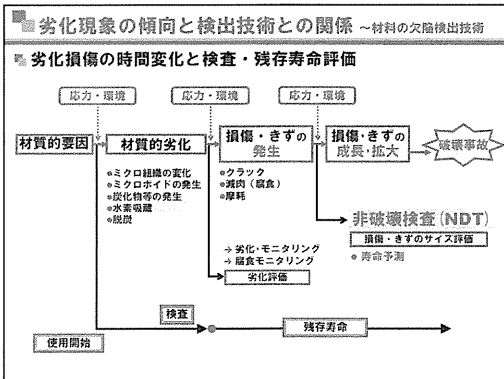 劣化現象の傾向と検出技術との関係 ～材料の欠陥検出技術
劣化損傷の時間変化と検査・残存寿命評価
応力・環境
応力・環境
応力・環境
材質的要因
材質的劣化
損傷・きずの
発生
損傷・きずの
成長・拡大
破壊事故
●ミクロ組織の変化
●ミクロボイドの発生
●炭化物等の発生
●水素吸蔵
●脱炭
●クラック
●減肉（腐食）
●摩耗
非破壊検査(NDT)
損傷・きずのサイズ評価
● 寿命予測
→ 劣化・モニタリング
→ 腐食モニタリング
劣化評価
検査
残存寿命
使用開始